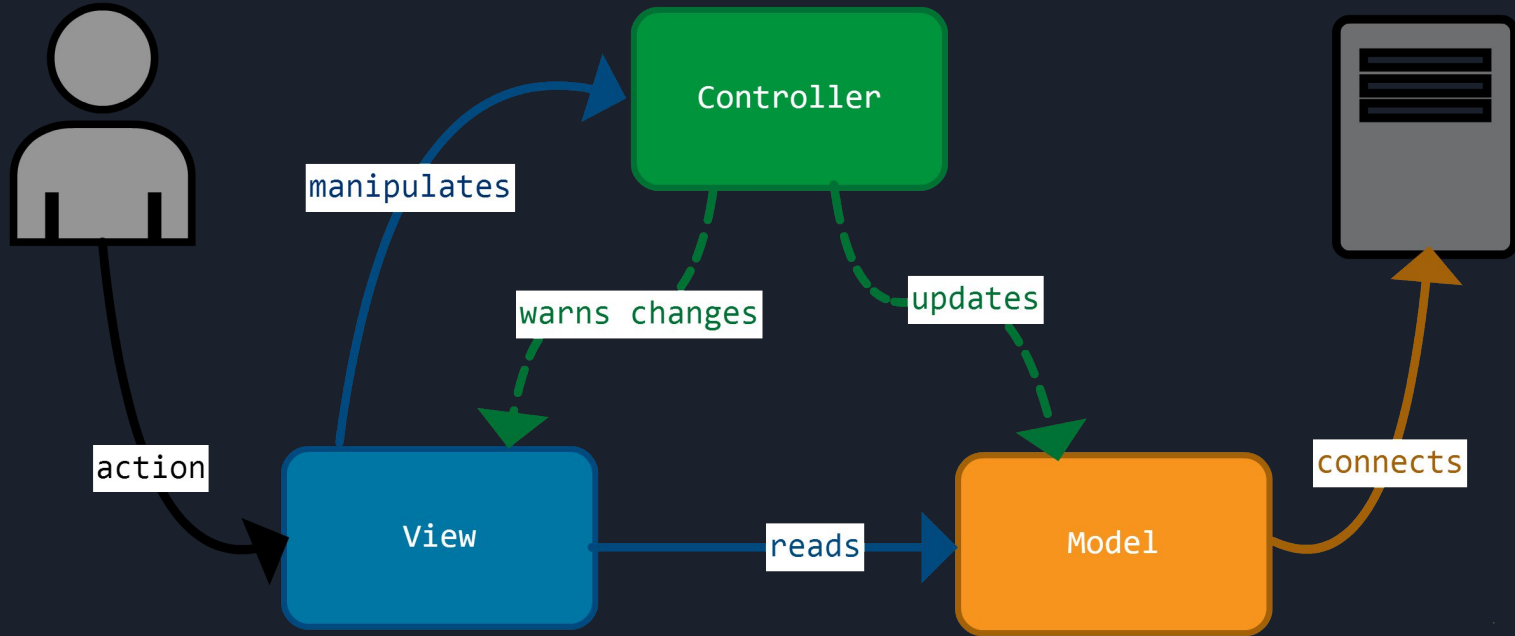 Controller
manipulates
warns changes
updates
action
connects
View
reads
Model